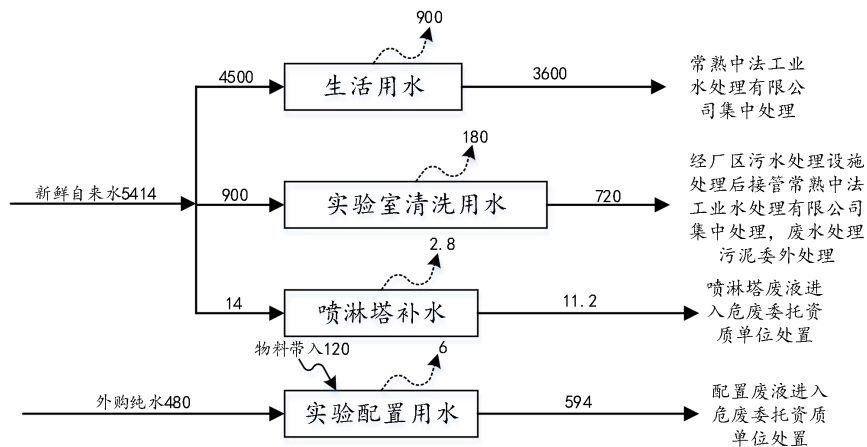 900
4500
生活用水
3600
常熟中法工业
水处理有限公
司集中处理
180
新鲜自来水5414
900
实验室清洗用水
720
经厂区污水处理设施
处理后接管常熟中法
工业水处理有限公司
集中处理，废水处理
污泥委外处理
2.8
14
喷淋塔补水
11.2
喷淋塔废液进
入危废委托资
质单位处置
物料带入120
6
外购纯水480
实验配置用水
594
配置废液进入
危废委托资质
单位处置